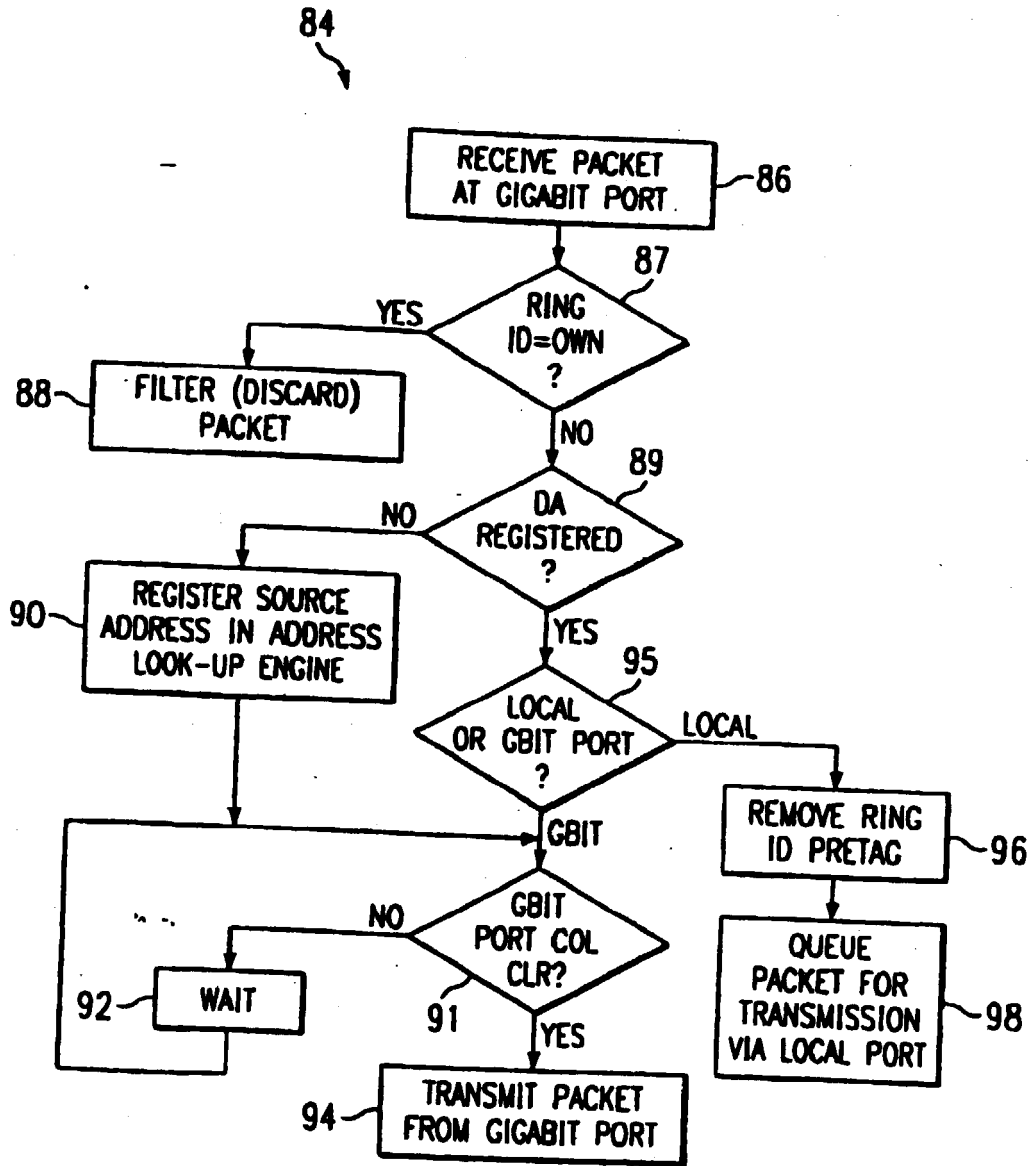 84
RECEIVE PACKET
AT GIGABIT PORT
86
87
RING
ID=OWN
?
YES
NO
88
FILTER (DISCARD)
PACKET
89
DA
REGISTERED
?
NO
YES
90
REGISTER SOURCE
ADDRESS IN ADDRESS
LOOK-UP ENGINE
95
LOCAL
OR GBIT PORT
?
LOCAL
GBIT
REMOVE RING
ID PRETAG
96
GBIT
PORT COL
CLR?
91
NO
YES
92
WAIT
QUEUE
PACKET FOR
TRANSMISSION
VIA LOCAL PORT
98
94
TRANSMIT PACKET
FROM GIGABIT PORT